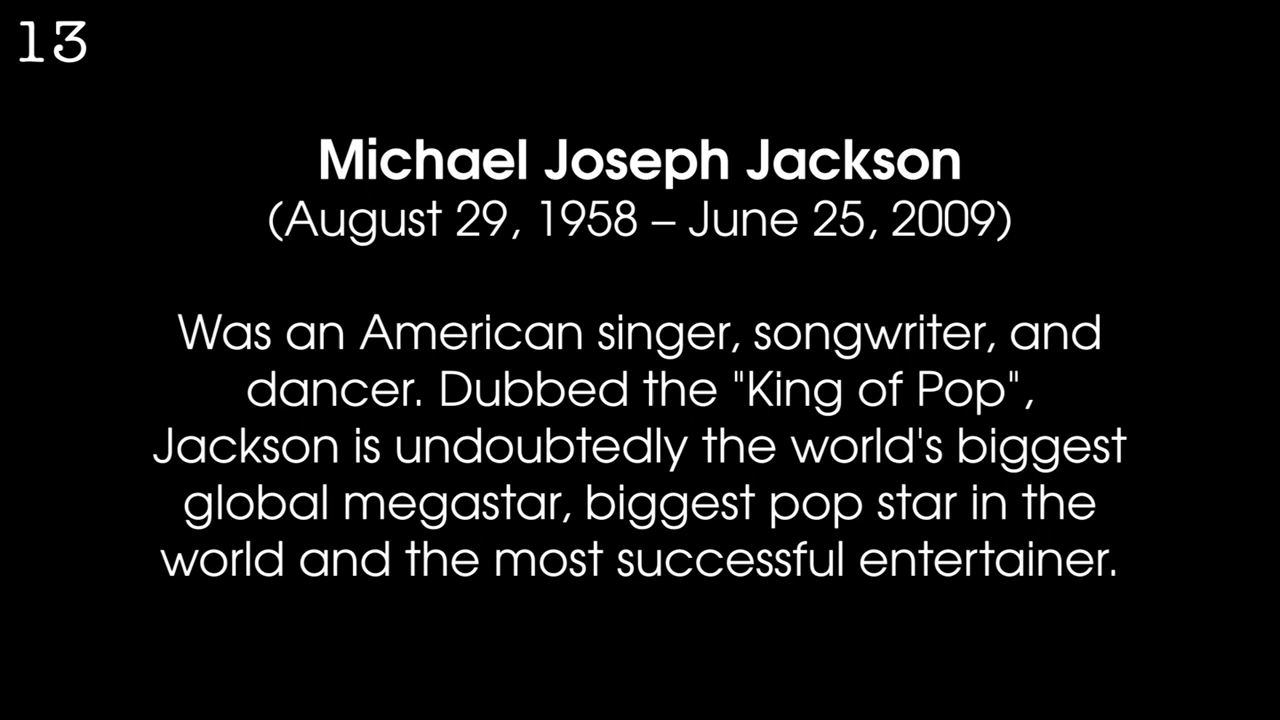 13
Michael Joseph Jackson
(August 29, 1958 – June 25, 2009)
Was an American singer, songwriter, and
dancer. Dubbed the "King of Pop",
Jackson is undoubtedly the world's biggest
global megastar, biggest pop star in the
world and the most successful entertainer.